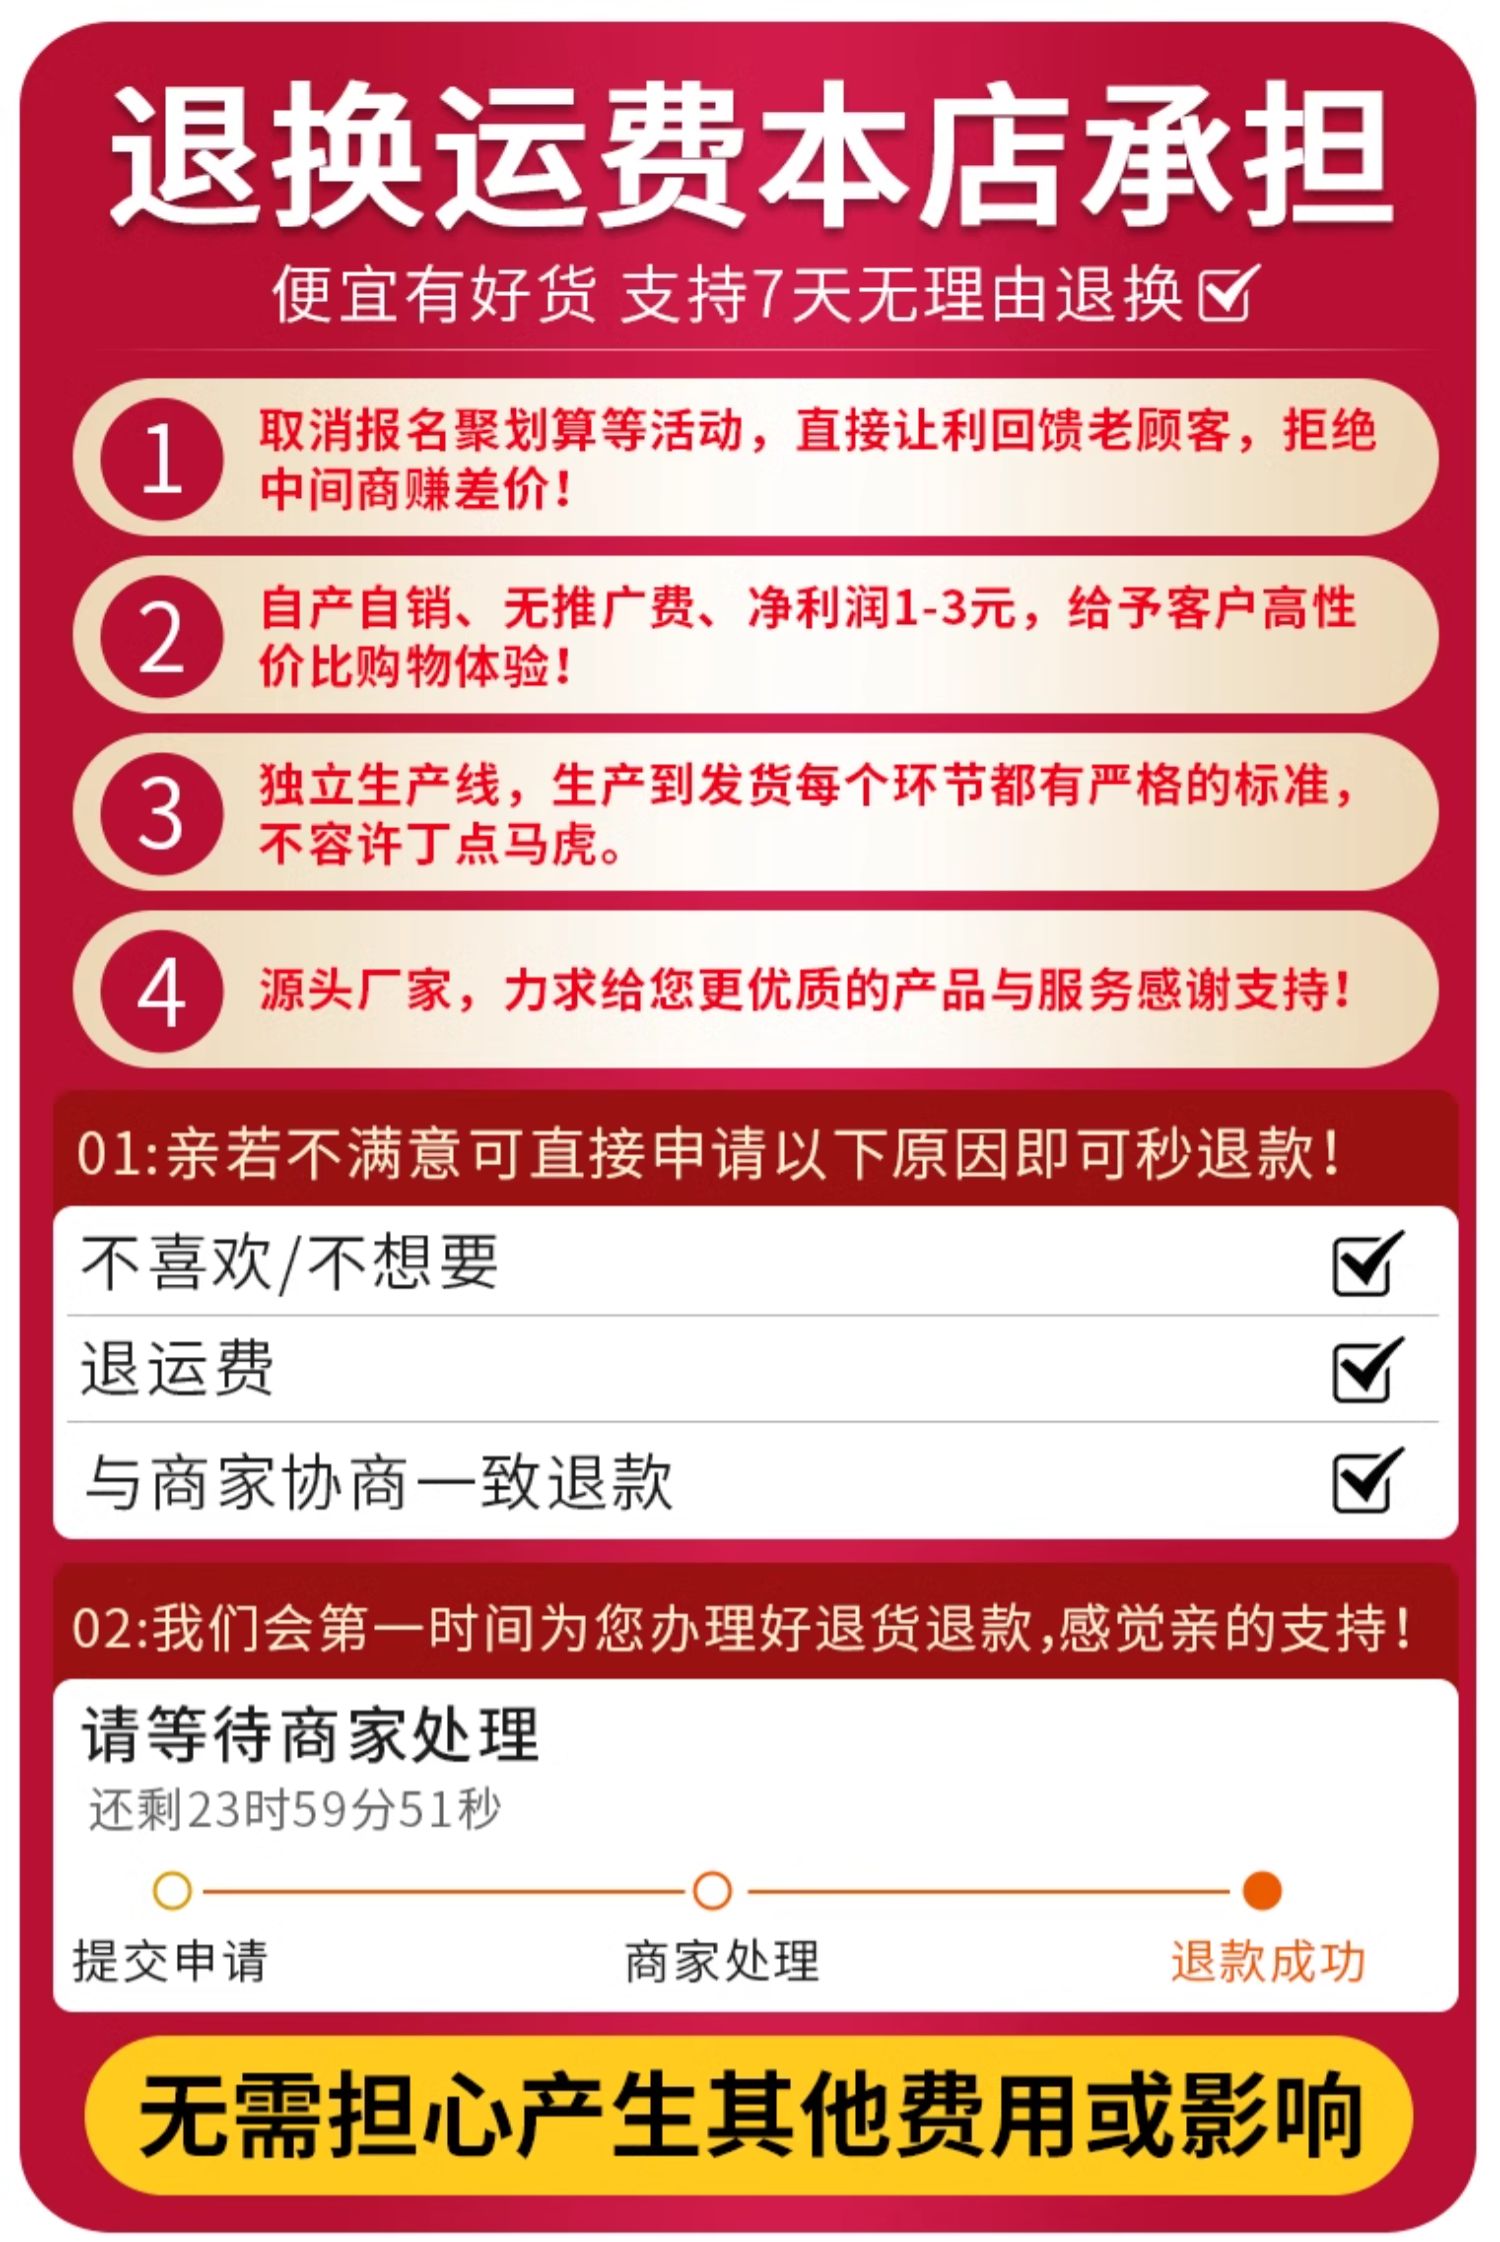 退换运费本店承担
便宜有好货 支持7天无理由退换
1
取消报名聚划算等活动，直接让利回馈老顾客，拒绝
中间商赚差价！
2
自产自销、无推广费、净利润1-3元，给予客户高性
价比购物体验！
3
独立生产线，生产到发货每个环节都有严格的标准，
不容许丁点马虎。
4
源头厂家，力求给您更优质的产品与服务感谢支持！
01:亲若不满意可直接申请以下原因即可秒退款！
不喜欢/不想要
退运费
与商家协商一致退款
02:我们会第一时间为您办理好退货退款,感觉亲的支持！
请等待商家处理
还剩23时59分51秒
提交申请 商家处理 退款成功
无需担心产生其他费用或影响